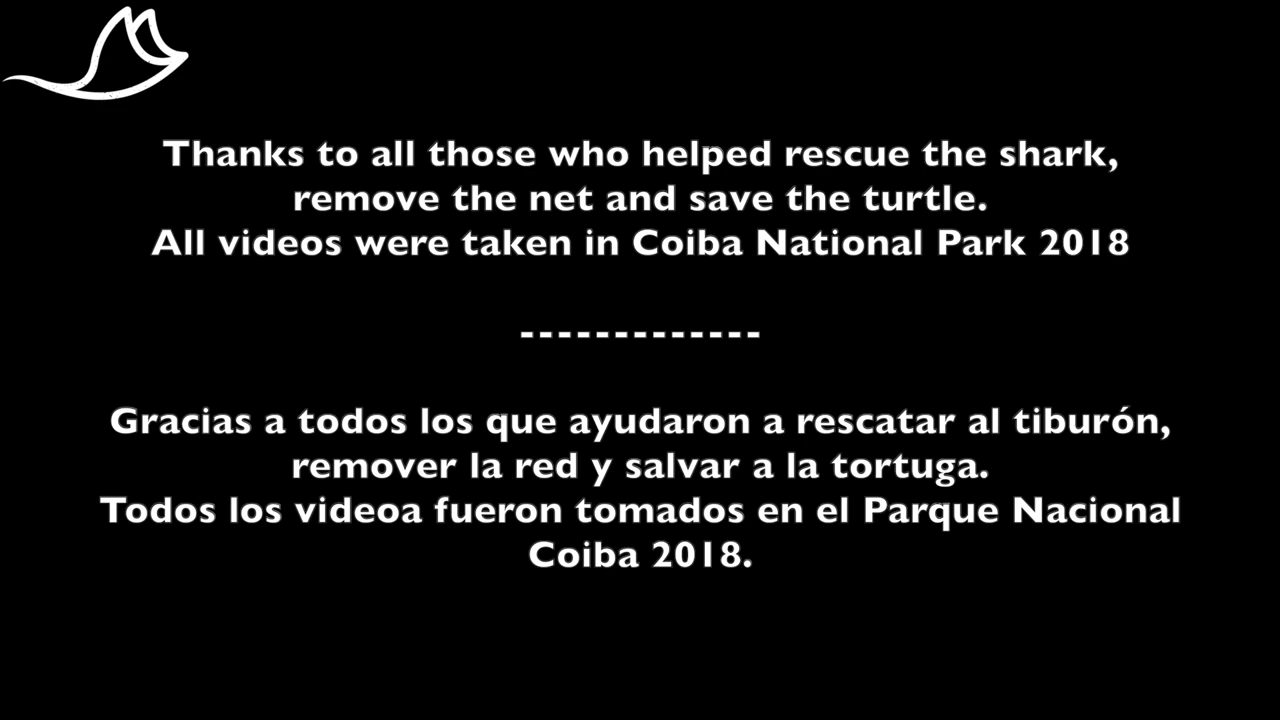 Thanks to all those who helped rescue the shark,
remove the net and save the turtle.
All videos were taken in Coiba National Park 2018
-------------
Gracias a todos los que ayudaron a rescatar al tiburón,
remover la red y salvar a la tortuga.
Todos los videoa fueron tomados en el Parque Nacional
Coiba 2018.